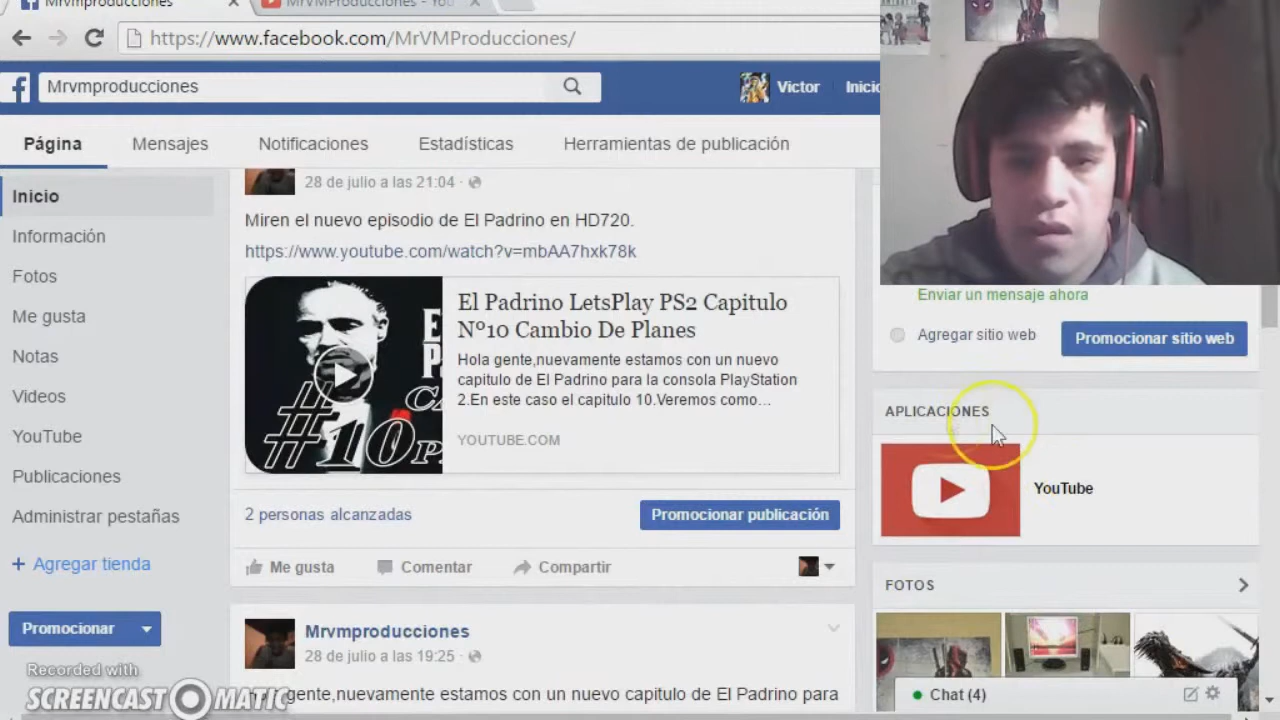 Mrvmproducciones
MrVMProducciones - You
https://www.facebook.com/MrVMProducciones/
Mrvmproducciones
Victor
Inicio
Página
Mensajes
Notificaciones
Estadísticas
Herramientas de publicación
Inicio
Información
Fotos
Me gusta
Notas
Videos
YouTube
Publicaciones
Administrar pestañas
+ Agregar tienda
Promocionar
28 de julio a las 21:04
Miren el nuevo episodio de El Padrino en HD720.
https://www.youtube.com/watch?v=mbAA7hxk78k
#10
El Padrino LetsPlay PS2 Capitulo
Nº10 Cambio De Planes
Hola gente,nuevamente estamos con un nuevo
capitulo de El Padrino para la consola PlayStation
2.En este caso el capitulo 10.Veremos como...
YOUTUBE.COM
2 personas alcanzadas
Promocionar publicación
Me gusta
Comentar
Compartir
Mrvmproducciones
28 de julio a las 19:25
gente,nuevamente estamos con un nuevo capitulo de El Padrino para
Enviar un mensaje ahora
Agregar sitio web
Promocionar sitio web
APLICACIONES
YouTube
FOTOS
Chat (4)
Recorded with
SCREENCAST-O-MATIC